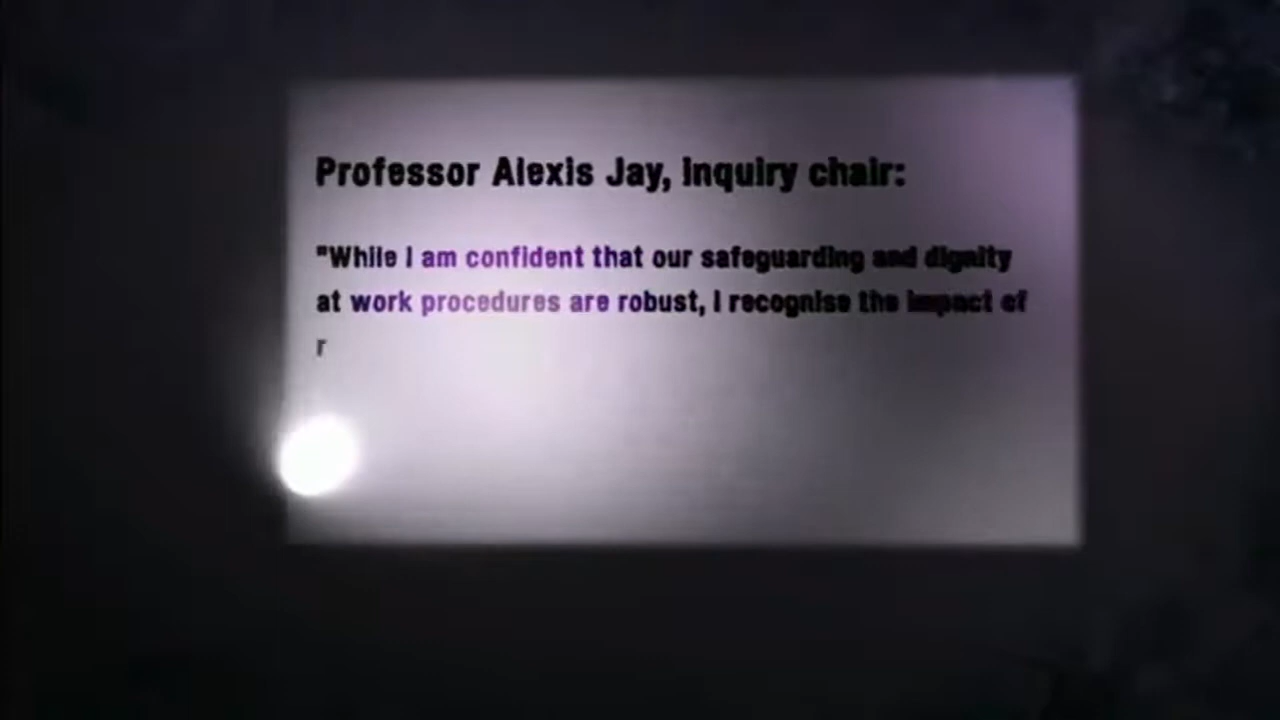 Professor Alexis Jay, inquiry chair:
"While I am confident that our safeguarding and dignity
at work procedures are robust, I recognise the impact of
r